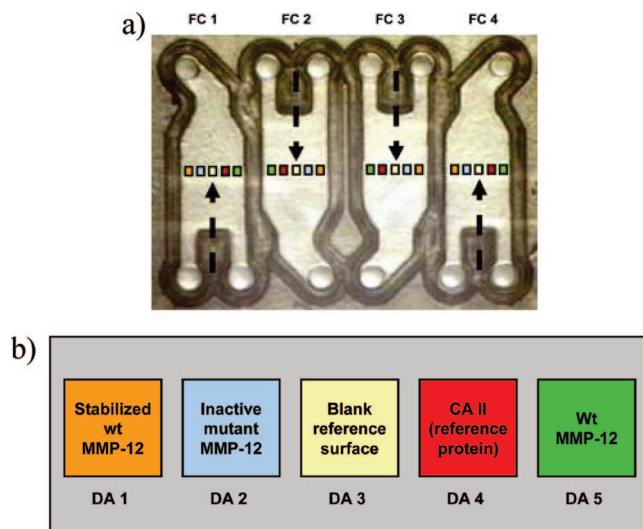 FC 1 FC 2 FC 3 FC 4
a)
b)
Stabilized
wt
MMP-12
Inactive
mutant
MMP-12
Blank
reference
surface
CA II
(reference
protein)
Wt
MMP-12
DA 1 DA 2 DA 3 DA 4 DA 5